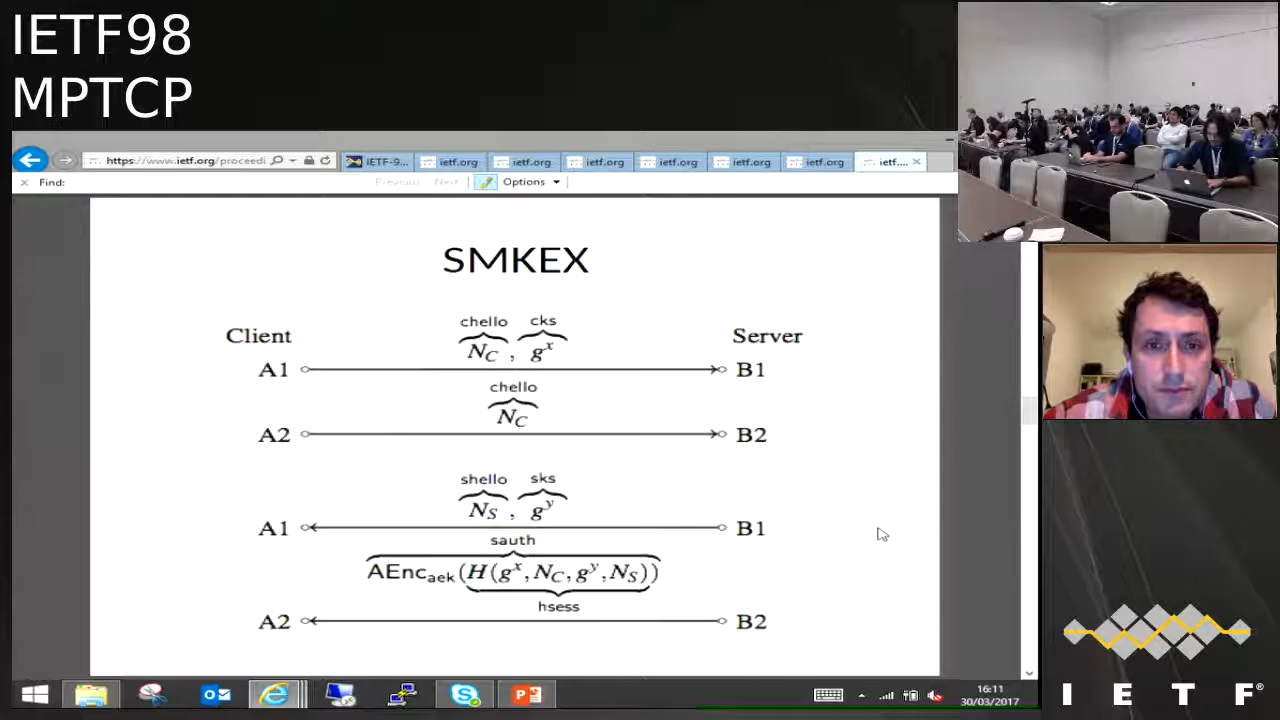 IETF98
MPTCP
https://www.ietf.org/proceedi
IETF-9...
ietf.org
ietf.org
ietf.org
ietf.org
ietf.org
ietf.org
ietf....
Find:
Previous
Next
Options
SMKEX
Client
Server
chello cks
N_C , g^x
A1
B1
chello
N_C
A2
B2
shello sks
N_S , g^y
A1
B1
sauth
AEnc_aek (H(g^x, N_C, g^y, N_S))
hsess
A2
B2
16:11
30/03/2017
I E T F®